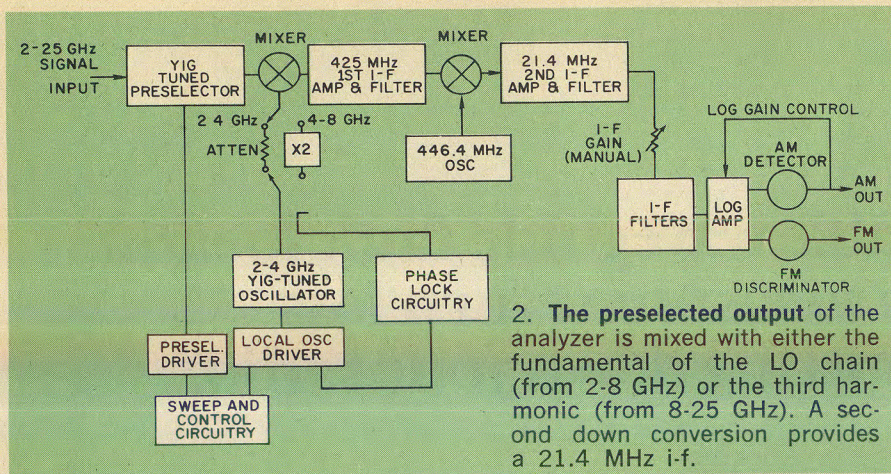 2-25 GHz
SIGNAL
INPUT
YIG
TUNED
PRESELECTOR
MIXER
425 MHz
1ST I-F
AMP & FILTER
MIXER
21.4 MHz
2ND I-F
AMP & FILTER
2 4 GHz
4-8 GHz
ATTEN
X2
446.4 MHz
OSC
I-F
GAIN
(MANUAL)
LOG GAIN CONTROL
AM
DETECTOR
AM
OUT
I-F
FILTERS
LOG
AMP
FM
OUT
FM
DISCRIMINATOR
2-4 GHz
YIG-TUNED
OSCILLATOR
PHASE
LOCK
CIRCUITRY
PRESEL.
DRIVER
LOCAL OSC
DRIVER
SWEEP AND
CONTROL
CIRCUITRY
2. The preselected output of the
analyzer is mixed with either the
fundamental of the LO chain
(from 2-8 GHz) or the third har-
monic (from 8-25 GHz). A sec-
ond down conversion provides
a 21.4 MHz i-f.